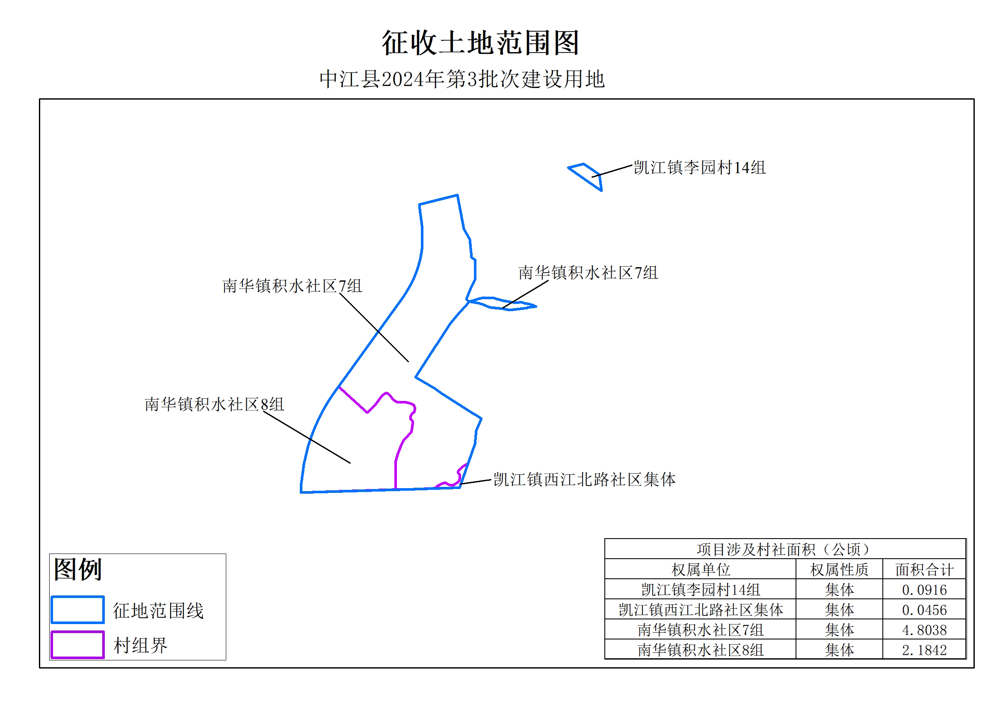 征收土地范围图
中江县2024年第3批次建设用地
凯江镇李园村14组
南华镇积水社区7组
南华镇积水社区7组
南华镇积水社区8组
凯江镇西江北路社区集体
图例
征地范围线
村组界
项目涉及村社面积（公顷）
权属单位 权属性质 面积合计
凯江镇李园村14组 集体 0.0916
凯江镇西江北路社区集体 集体 0.0456
南华镇积水社区7组 集体 4.8038
南华镇积水社区8组 集体 2.1842